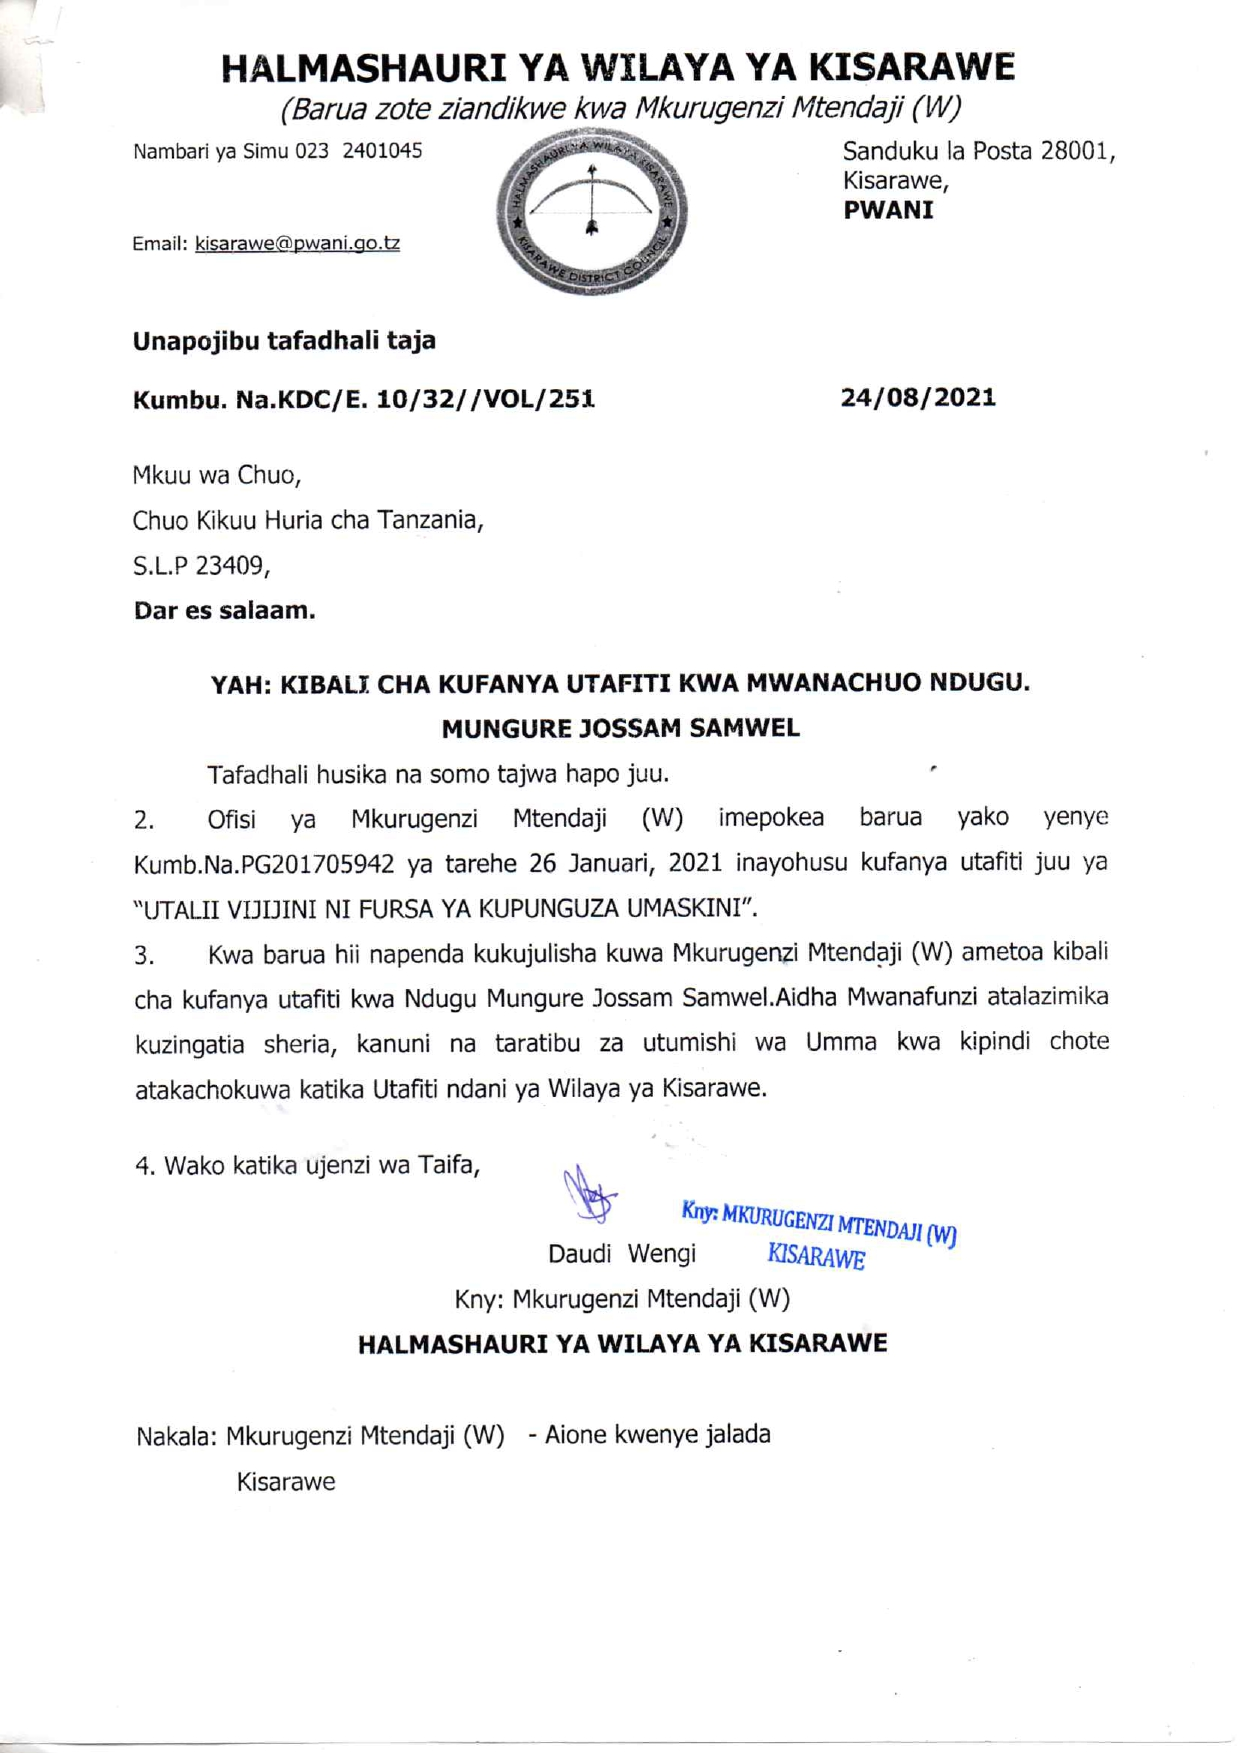 HALMASHAURI YA WILAYA YA KISARAWE
(Barua zote ziandikwe kwa Mkurugenzi Mtendaji (W)
Nambari ya Simu 023 2401045
Sanduku la Posta 28001,
Kisarawe,
PWANI
HALMASHAURI YA WILAYA KISARAWE
KISARAWE DISTRICT COUNCIL
Email: kisarawe@pwani.go.tz
Unapojibu tafadhali taja
Kumbu. Na.KDC/E. 10/32//VOL/251 24/08/2021
Mkuu wa Chuo,
Chuo Kikuu Huria cha Tanzania,
S.L.P 23409,
Dar es salaam.
YAH: KIBALI CHA KUFANYA UTAFITI KWA MWANACHUO NDUGU.
MUNGURE JOSSAM SAMWEL
Tafadhali husika na somo tajwa hapo juu.
2. Ofisi ya Mkurugenzi Mtendaji (W) imepokea barua yako yenye
Kumb.Na.PG201705942 ya tarehe 26 Januari, 2021 inayohusu kufanya utafiti juu ya
“UTALII VIJIJINI NI FURSA YA KUPUNGUZA UMASKINI”.
3. Kwa barua hii napenda kukujulisha kuwa Mkurugenzi Mtendaji (W) ametoa kibali
cha kufanya utafiti kwa Ndugu Mungure Jossam Samwel.Aidha Mwanafunzi atalazimika
kuzingatia sheria, kanuni na taratibu za utumishi wa Umma kwa kipindi chote
atakachokuwa katika Utafiti ndani ya Wilaya ya Kisarawe.
4. Wako katika ujenzi wa Taifa,
Kny: MKURUGENZI MTENDAJI (W)
KISARAWE
Daudi Wengi
Kny: Mkurugenzi Mtendaji (W)
HALMASHAURI YA WILAYA YA KISARAWE
Nakala: Mkurugenzi Mtendaji (W) - Aione kwenye jalada
Kisarawe